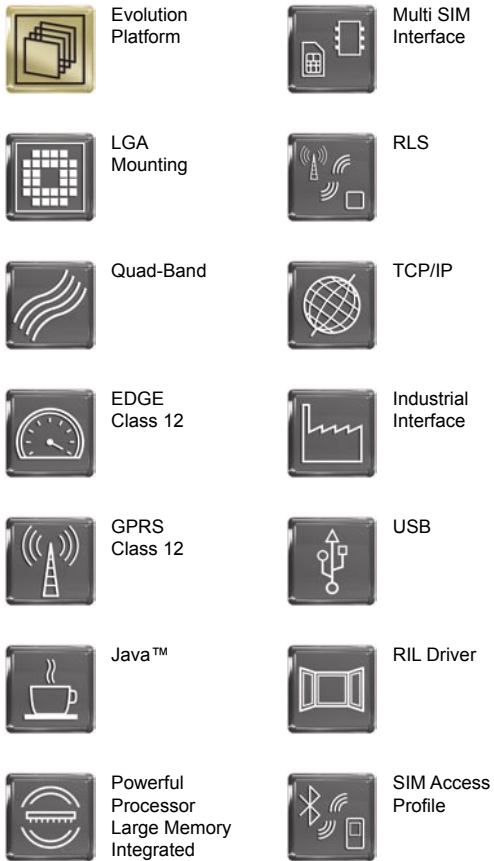 Evolution
Platform
Multi SIM
Interface
LGA
Mounting
RLS
Quad-Band
TCP/IP
EDGE
Class 12
Industrial
Interface
GPRS
Class 12
USB
Java™
RIL Driver
Powerful
Processor
Large Memory
Integrated
SIM Access
Profile